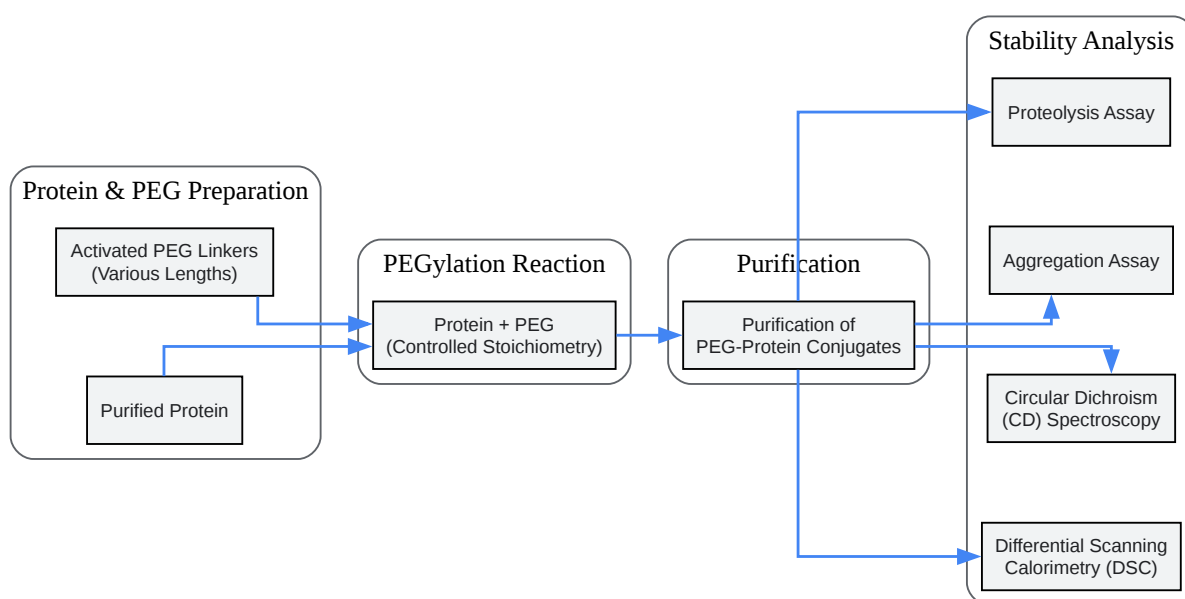 Protein & PEG Preparation
Activated PEG Linkers
(Various Lengths)
Purified Protein
PEGylation Reaction
Protein + PEG
(Controlled Stoichiometry)
Purification
Purification of
PEG-Protein Conjugates
Stability Analysis
Proteolysis Assay
Aggregation Assay
Circular Dichroism
(CD) Spectroscopy
Differential Scanning
Calorimetry (DSC)